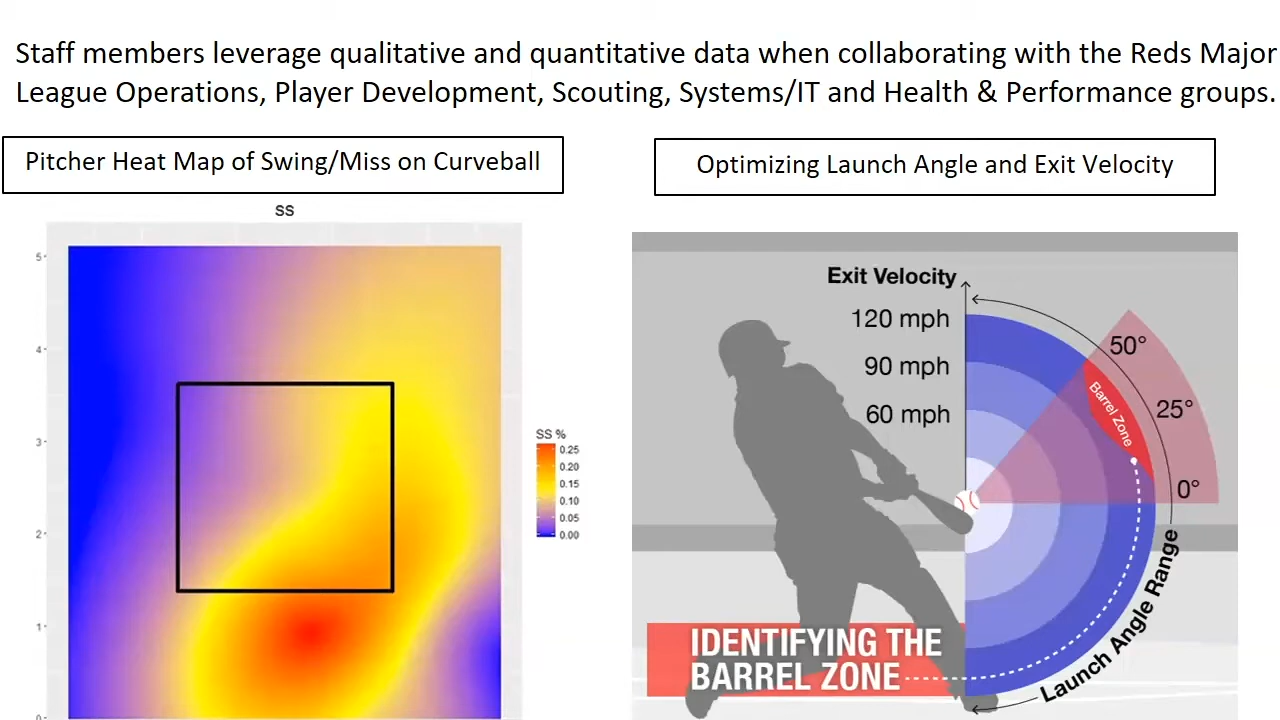 Staff members leverage qualitative and quantitative data when collaborating with the Reds Major
League Operations, Player Development, Scouting, Systems/IT and Health & Performance groups.
Pitcher Heat Map of Swing/Miss on Curveball
SS
5
4
3
2
1
0
SS %
0.25
0.20
0.15
0.10
0.05
0.00
Optimizing Launch Angle and Exit Velocity
Exit Velocity
120 mph
90 mph
60 mph
50°
25°
0°
Barrel Zone
Launch Angle Range
IDENTIFYING THE
BARREL ZONE